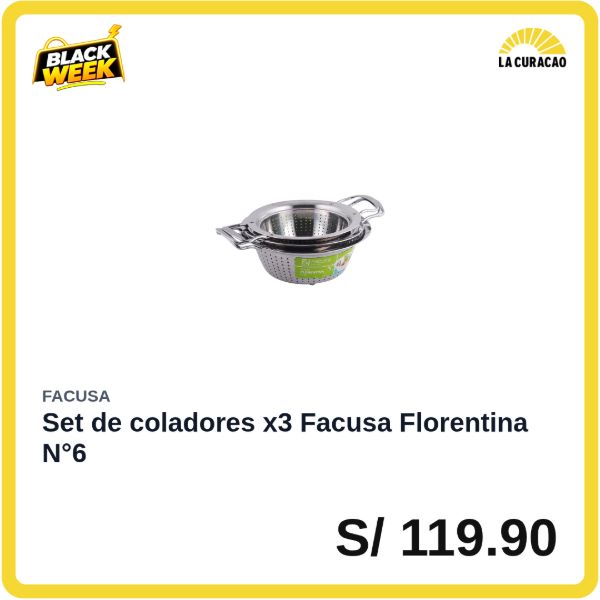 BLACK
WEEK
LA CURACAO
FACUSA
Set de coladores x3 Facusa Florentina
N°6
S/ 119.90